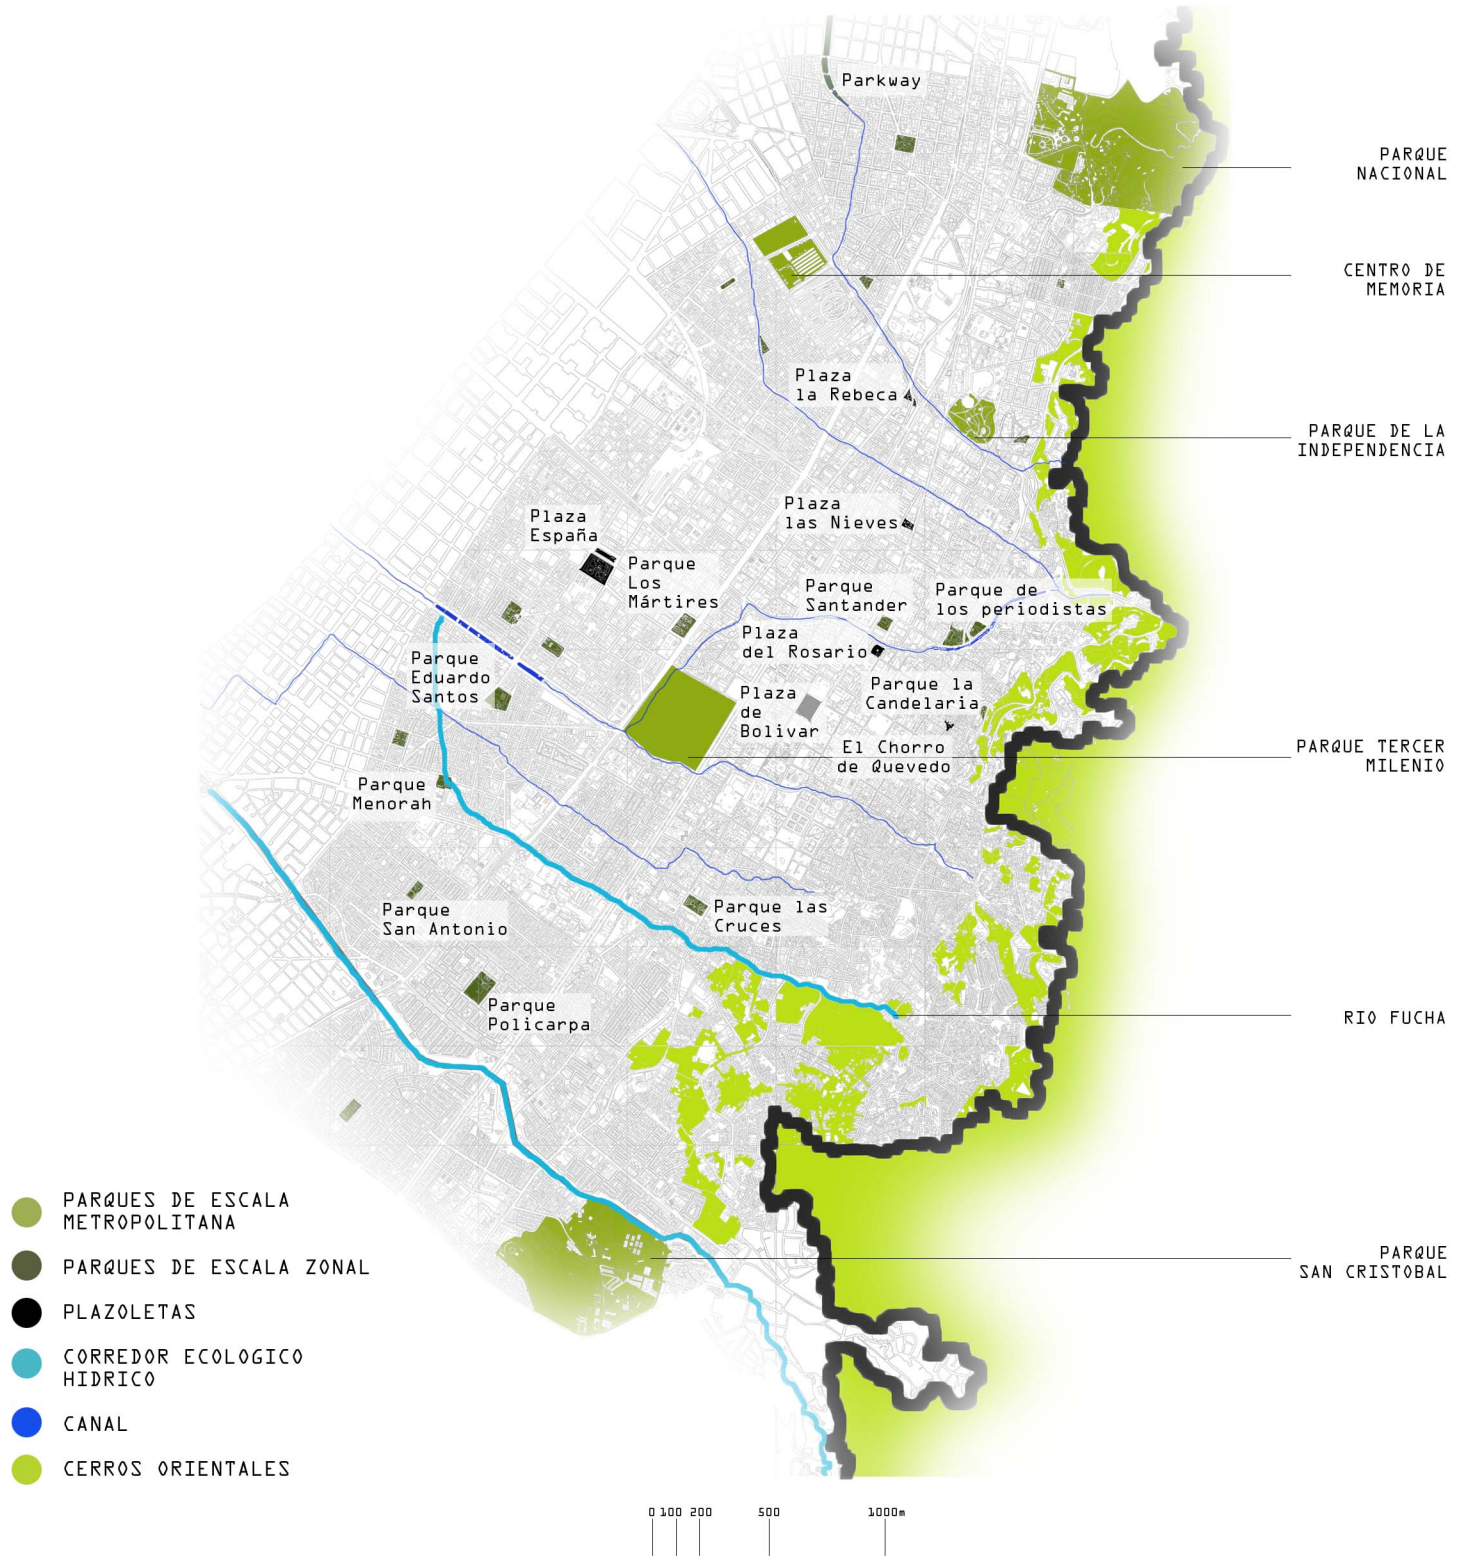 Parkway
PARQUE
NACIONAL
CENTRO DE
MEMORIA
Plaza
la Rebeca
PARQUE DE LA
INDEPENDENCIA
Plaza
las Nieves
Plaza
España
Parque
Los
Mártires
Parque
Santander
Parque de
los periodistas
Plaza
del Rosario
Parque
Eduardo
Santos
Parque la
Candelaria
Plaza
de
Bolivar
El Chorro
de Quevedo
PARQUE TERCER
MILENIO
Parque
Menorah
Parque
San Antonio
Parque las
Cruces
Parque
Policarpa
RIO FUCHA
PARQUE
SAN CRISTOBAL
PARQUES DE ESCALA
METROPOLITANA
PARQUES DE ESCALA ZONAL
PLAZOLETAS
CORREDOR ECOLOGICO
HIDRICO
CANAL
CERROS ORIENTALES
0 100 200 500 1000m